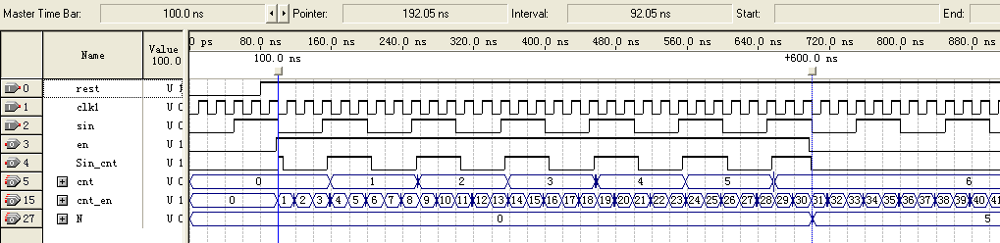 Master Time Bar: 100.0 ns Pointer: 192.05 ns Interval: 92.05 ns Start: End:
0 ps 80.0 ns 160.0 ns 240.0 ns 320.0 ns 400.0 ns 480.0 ns 560.0 ns 640.0 ns 720.0 ns 800.0 ns 880.0 ns
Name Value 100.0
100.0 ns +600.0 ns
0 rest U 1
1 clk1 U 0
2 sin U 0
3 en U 1
4 Sin_cnt U 1
5 cnt U 0 0 1 2 3 4 5 6
15 cnt_en U 1 0 1 2 3 4 5 6 7 8 9 10 11 12 13 14 15 16 17 18 19 20 21 22 23 24 25 26 27 28 29 30 31 32 33 34 35 36 37 38 39 40 41
27 N U 0 0 5